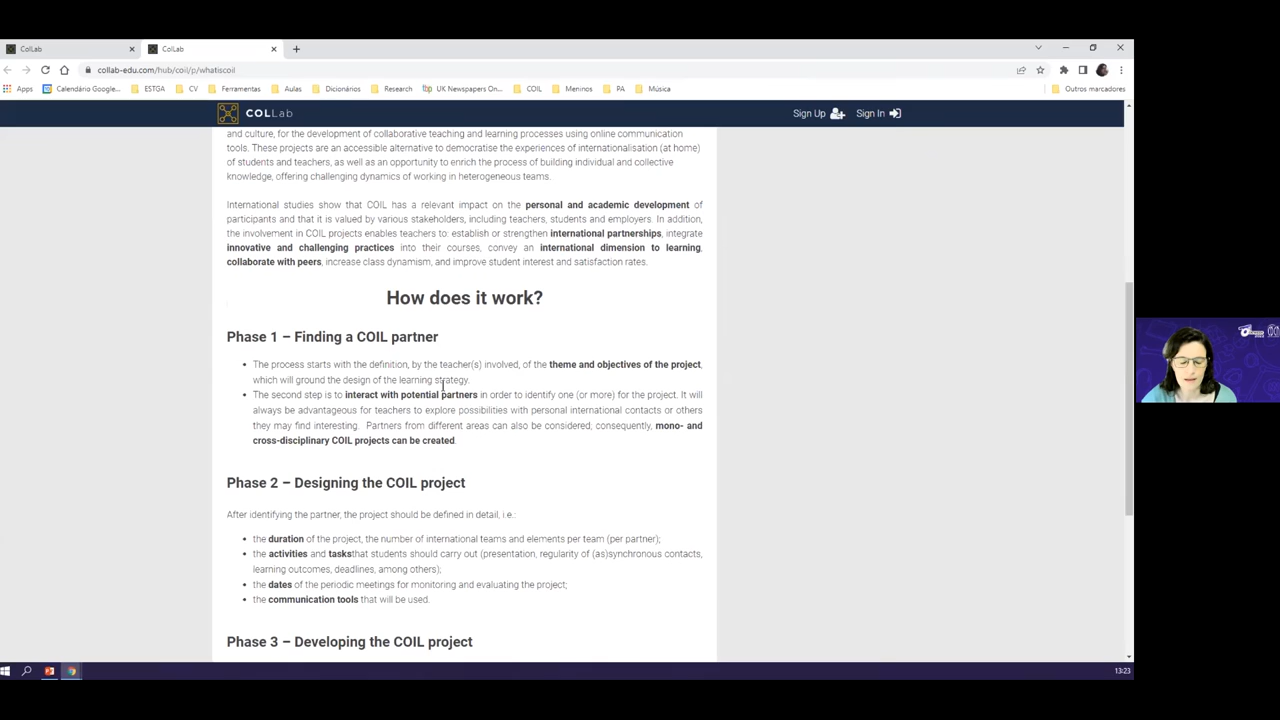 ColLab
ColLab
collab-edu.com/hub/coil/p/whatiscoil
Apps
Calendário Google...
ESTGA
CV
Ferramentas
Aulas
Dicionários
Research
UK Newspapers On...
COIL
Meninos
PA
Música
Outros marcadores
COLLab
Sign Up
Sign In
and culture, for the development of collaborative teaching and learning processes using online communication
tools. These projects are an accessible alternative to democratise the experiences of internationalisation (at home)
of students and teachers, as well as an opportunity to enrich the process of building individual and collective
knowledge, offering challenging dynamics of working in heterogeneous teams.
International studies show that COIL has a relevant impact on the personal and academic development of
participants and that it is valued by various stakeholders, including teachers, students and employers. In addition,
the involvement in COIL projects enables teachers to: establish or strengthen international partnerships, integrate
innovative and challenging practices into their courses, convey an international dimension to learning,
collaborate with peers, increase class dynamism, and improve student interest and satisfaction rates.
How does it work?
Phase 1 – Finding a COIL partner
• The process starts with the definition, by the teacher(s) involved, of the theme and objectives of the project,
which will ground the design of the learning strategy.
• The second step is to interact with potential partners in order to identify one (or more) for the project. It will
always be advantageous for teachers to explore possibilities with personal international contacts or others
they may find interesting. Partners from different areas can also be considered; consequently, mono- and
cross-disciplinary COIL projects can be created.
Phase 2 – Designing the COIL project
After identifying the partner, the project should be defined in detail, i.e.:
• the duration of the project, the number of international teams and elements per team (per partner);
• the activities and tasksthat students should carry out (presentation, regularity of (as)synchronous contacts,
learning outcomes, deadlines, among others);
• the dates of the periodic meetings for monitoring and evaluating the project;
• the communication tools that will be used.
Phase 3 – Developing the COIL project
13:23